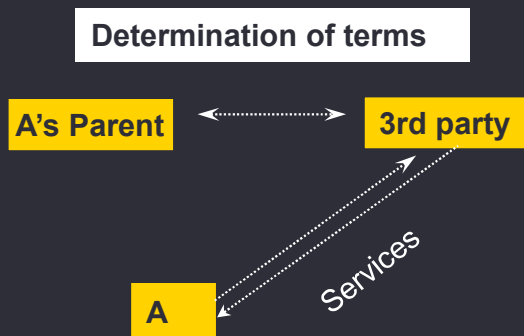 Determination of terms
A's Parent
3rd party
Services
A